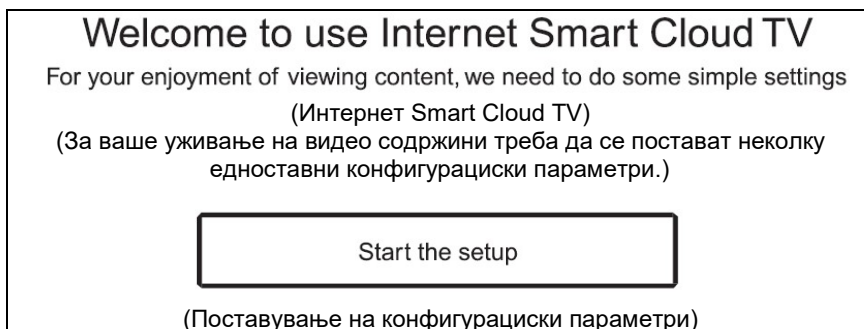 Welcome to use Internet Smart Cloud TV
For your enjoyment of viewing content, we need to do some simple settings
(Интернет Smart Cloud TV)
(За ваше уживање на видео содржини треба да се постават неколку
едноставни конфигурациски параметри.)
Start the setup
(Поставување на конфигурациски параметри)